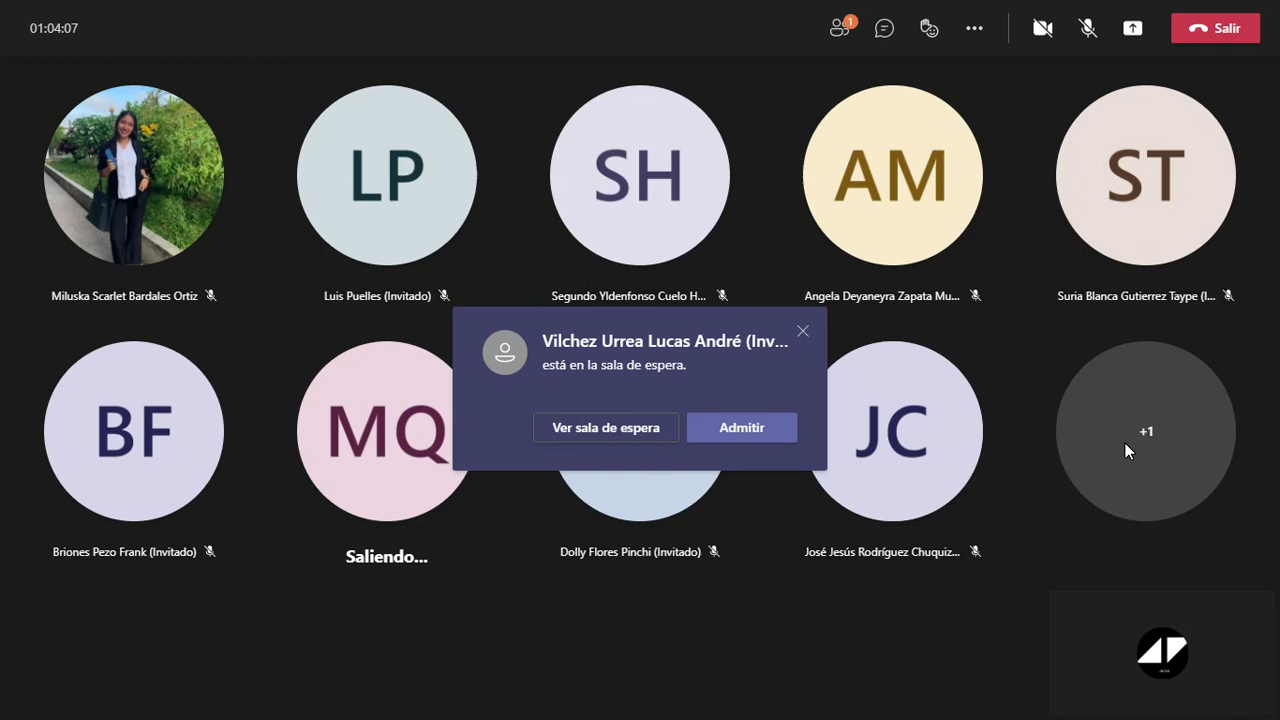 01:04:07
1
Salir
LP
SH
AM
ST
Miluska Scarlet Bardales Ortiz
Luis Puelles (Invitado)
Segundo Yldenfonso Cuelo H...
Angela Deyaneyra Zapata Mu...
Suria Blanca Gutierrez Taype (I...
Vilchez Urrea Lucas André (Inv...
está en la sala de espera.
Ver sala de espera
Admitir
BF
MQ
JC
+1
Briones Pezo Frank (Invitado)
Saliendo...
Dolly Flores Pinchi (Invitado)
José Jesús Rodríguez Chuquiz...